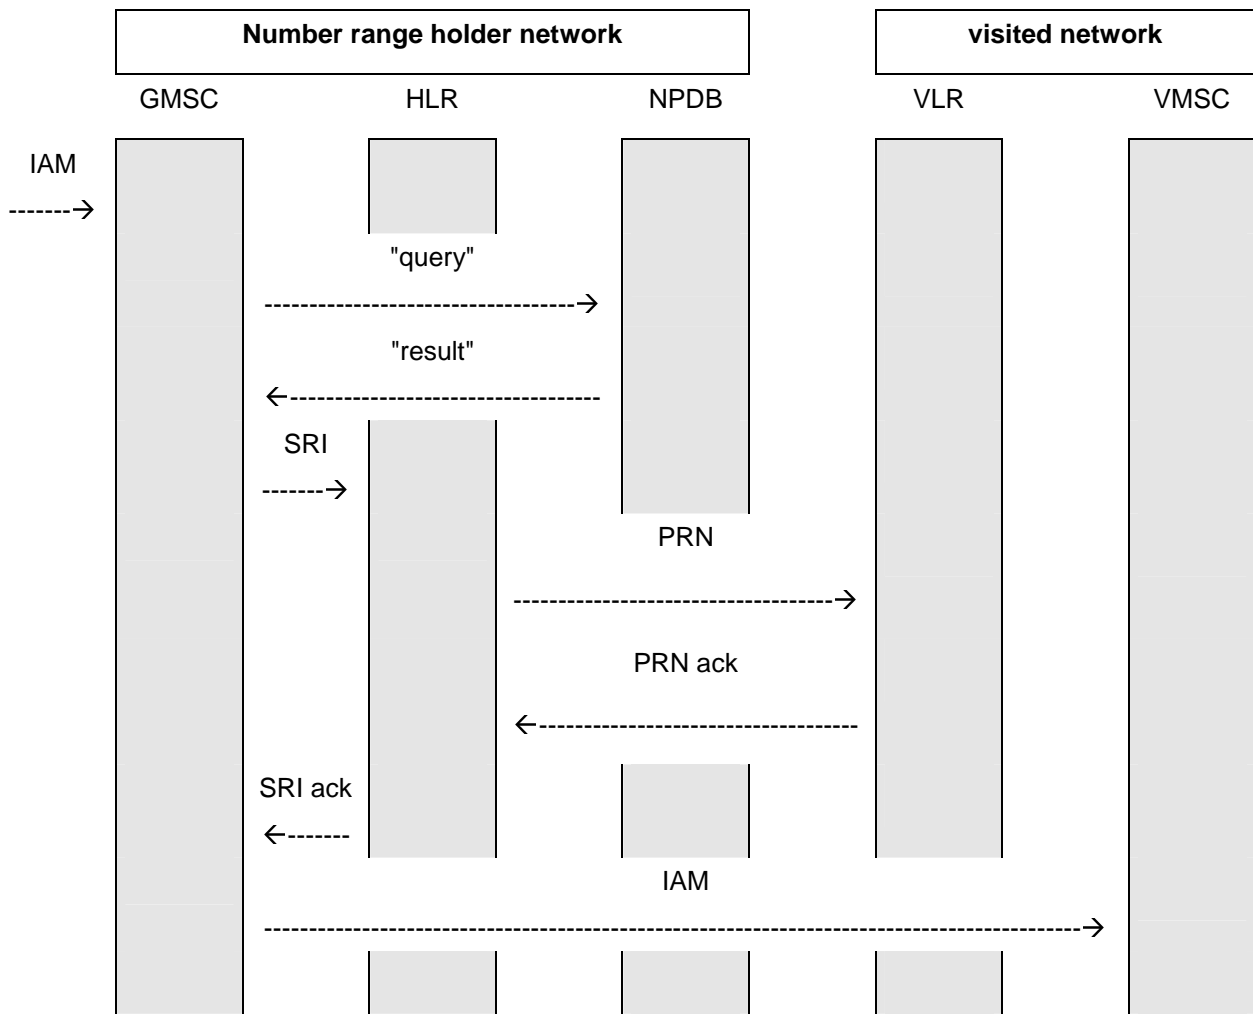 Number range holder network
visited network
GMSC HLR NPDB VLR VMSC
IAM
"query"
"result"
SRI
PRN
PRN ack
SRI ack
IAM